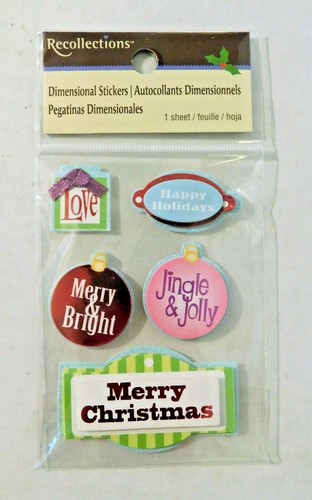 Recollections™
Dimensional Stickers | Autocollants Dimensionnels
Pegatinas Dimensionales
1 sheet / feuille / hoja
Love
Happy
Holidays
Merry
&
Bright
Jingle
& Jolly
Merry
Christmas